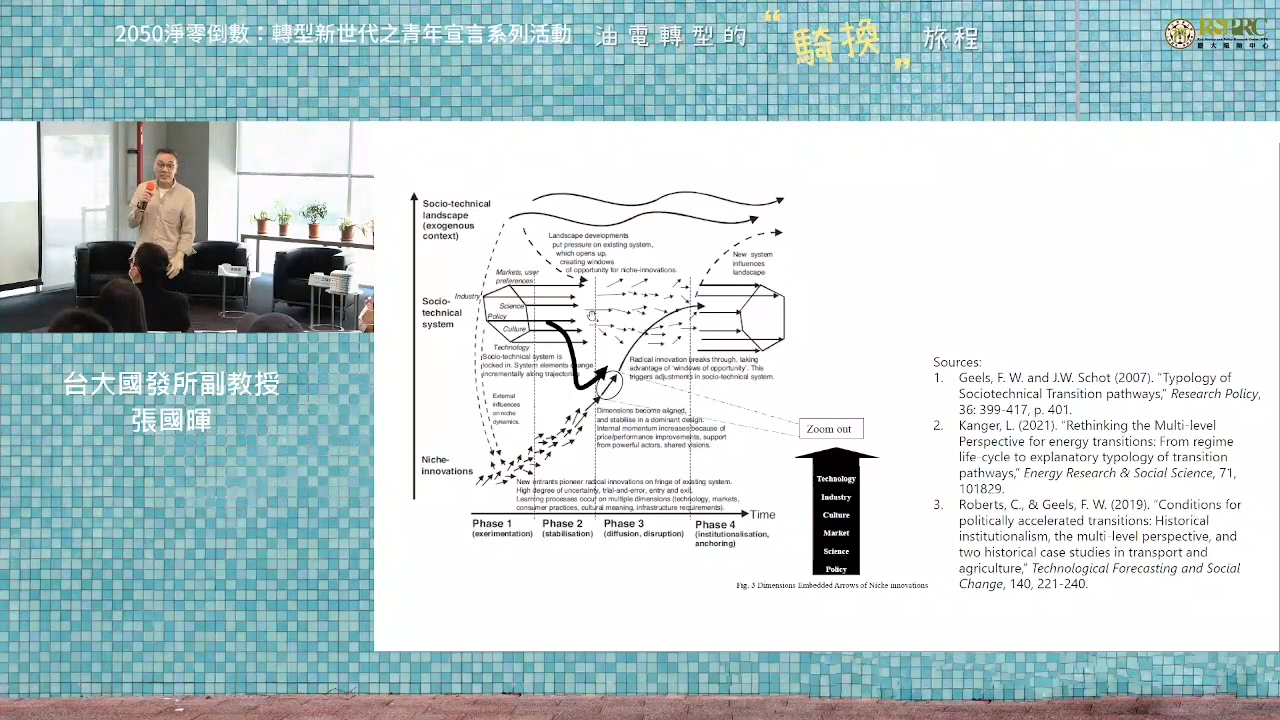 2050淨零倒數：轉型新世代之青年宣言系列活動
油電轉型的“騎換”旅程
RSPRC
臺大風險中心
台大國發所副教授
張國暉
Socio-technical
landscape
(exogenous
context)
Landscape developments
put pressure on existing system,
which opens up,
creating windows
of opportunity for niche-innovations.
New system
influences
landscape
Markets, user
preferences
Industry
Science
Policy
Culture
Technology
Socio-
technical
system
Socio-technical system is
locked in. System elements change
incrementally along trajectories
Radical innovation breaks through, taking
advantage of 'windows of opportunity'. This
triggers adjustments in socio-technical system.
External
influences
on niche
dynamics.
Dimensions become aligned,
and stabilise in a dominant design.
Internal momentum increases because of
price/performance improvements, support
from powerful actors, shared visions.
Niche-
innovations
New entrants pioneer radical innovations on fringe of existing system.
High degree of uncertainty, trial-and-error, entry and exit.
Learning processes occur on multiple dimensions (technology, markets,
consumer practices, cultural meaning, infrastructure requirements).
Time
Phase 1
(exerimentation)
Phase 2
(stabilisation)
Phase 3
(diffusion, disruption)
Phase 4
(institutionalisation,
anchoring)
Zoom out
Technology
Industry
Culture
Market
Science
Policy
Fig. 3 Dimensions Embedded Arrows of Niche innovations
Sources:
1. Geels, F. W. and J.W. Schot (2007). "Typology of
Sociotechnical Transition pathways," Research Policy,
36: 399-417, p. 401.
2. Kanger, L. (2021). "Rethinking the Multi-level
Perspective for energy transitions: From regime
life-cycle to explanatory typology of transition
pathways," Energy Research & Social Science, 71
101829.
3. Roberts, C., & Geels, F. W. (2019). "Conditions for
politically accelerated transitions: Historical
institutionalism, the multi-level perspective, and
two historical case studies in transport and
agriculture," Technological Forecasting and Social
Change, 140, 221-240.